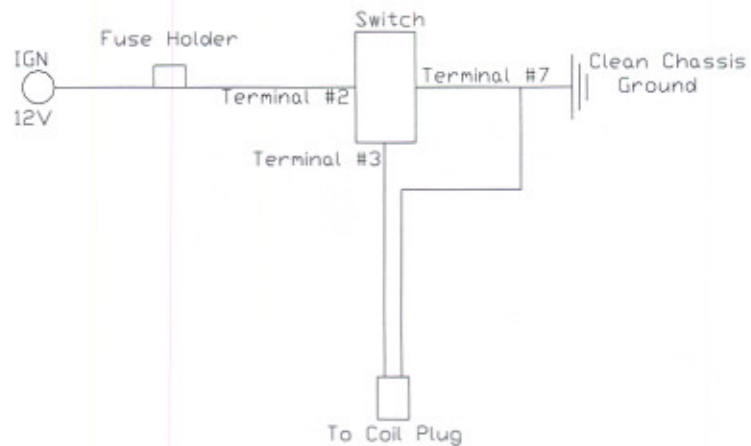 Switch
Fuse Holder
IGN
12V
Terminal #2
Terminal #7
Clean Chassis
Ground
Terminal #3
To Coil Plug